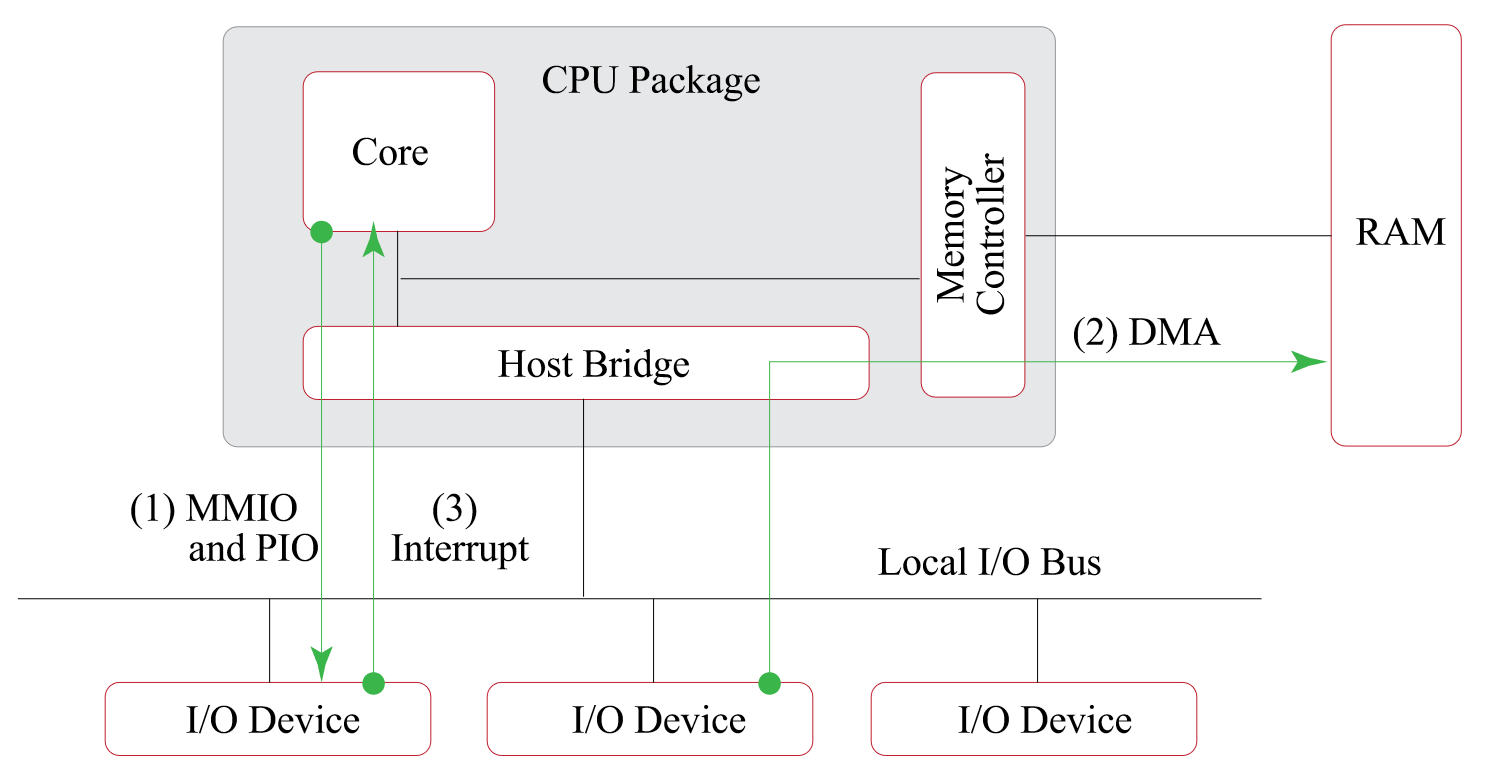 CPU Package
Core
Memory
Controller
RAM
(2) DMA
Host Bridge
(1) MMIO
and PIO
(3)
Interrupt
Local I/O Bus
I/O Device
I/O Device
I/O Device